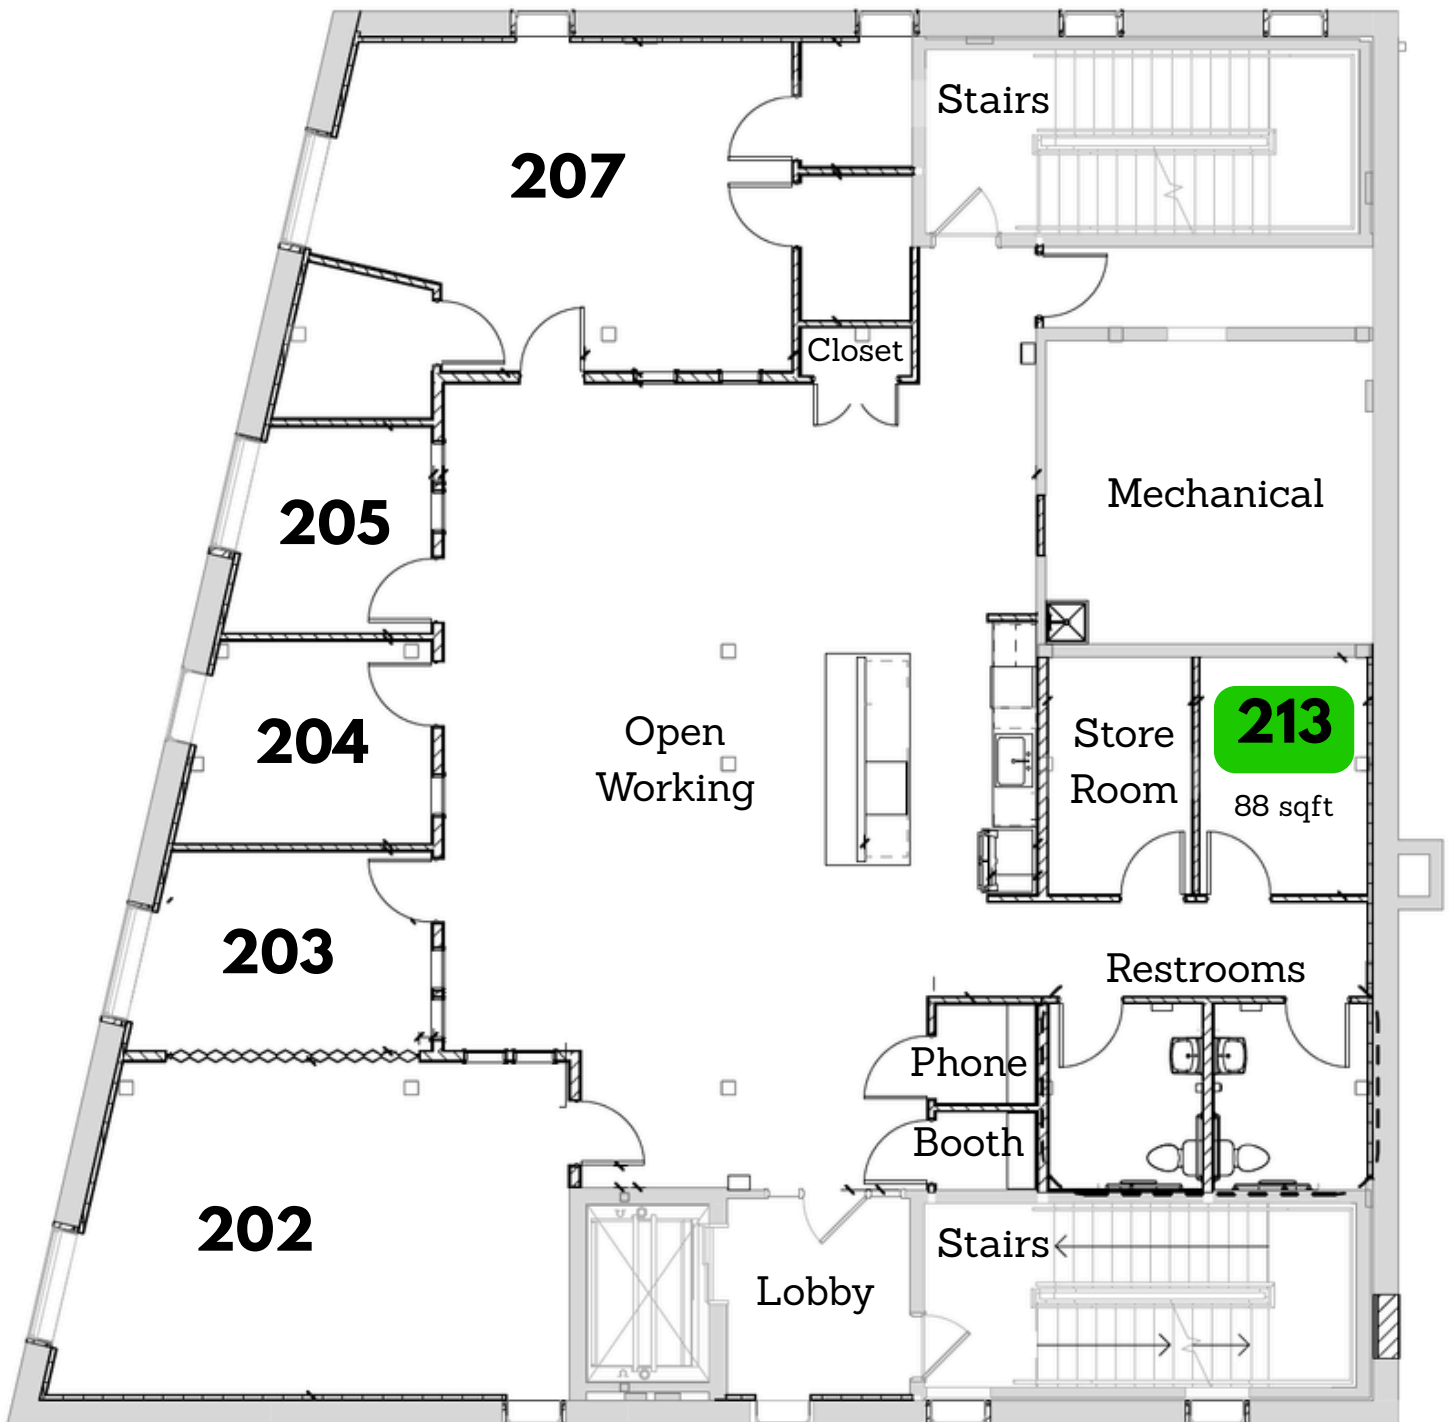 Stairs
207
Closet
Mechanical
205
213
Store
Room
88 sqft
204
Open
Working
203
Restrooms
Phone
Booth
202
Stairs
Lobby